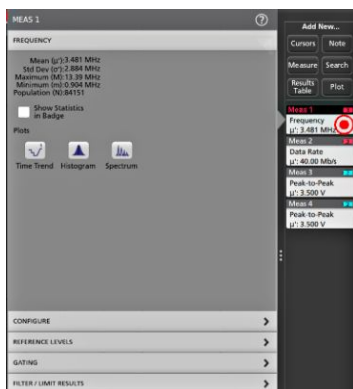 MEAS 1
?
FREQUENCY
Mean (μ'): 3.481 MHz
Std Dev (σ'): 2.884 MHz
Maximum (M): 13.39 MHz
Minimum (m): 0.904 MHz
Population (N): 84151
Show Statistics
in Badge
Plots
Time Trend Histogram Spectrum
CONFIGURE
REFERENCE LEVELS
GATING
FILTER / LIMIT RESULTS
Add New...
Cursors Note
Measure Search
Results
Table
Plot
Meas 1
Frequency
μ': 3.481 MHz
Meas 2
Data Rate
μ': 40.00 Mb/s
Meas 3
Peak-to-Peak
μ': 3.500 V
Meas 4
Peak-to-Peak
μ': 3.500 V